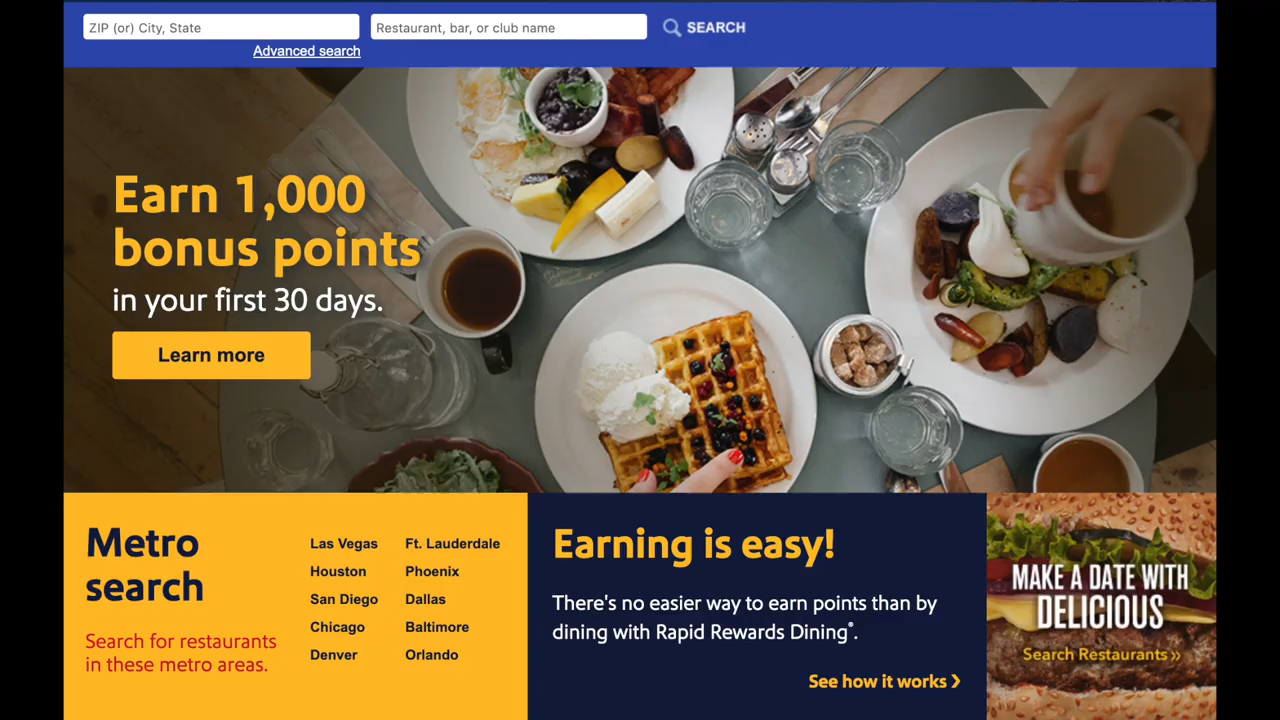 ZIP (or) City, State
Restaurant, bar, or club name
SEARCH
Advanced search
Earn 1,000
bonus points
in your first 30 days.
Learn more
Metro
search
Search for restaurants
in these metro areas.
Las Vegas
Houston
San Diego
Chicago
Denver
Ft. Lauderdale
Phoenix
Dallas
Baltimore
Orlando
Earning is easy!
There's no easier way to earn points than by
dining with Rapid Rewards Dining®.
See how it works ❯
MAKE A DATE WITH
DELICIOUS
Search Restaurants »